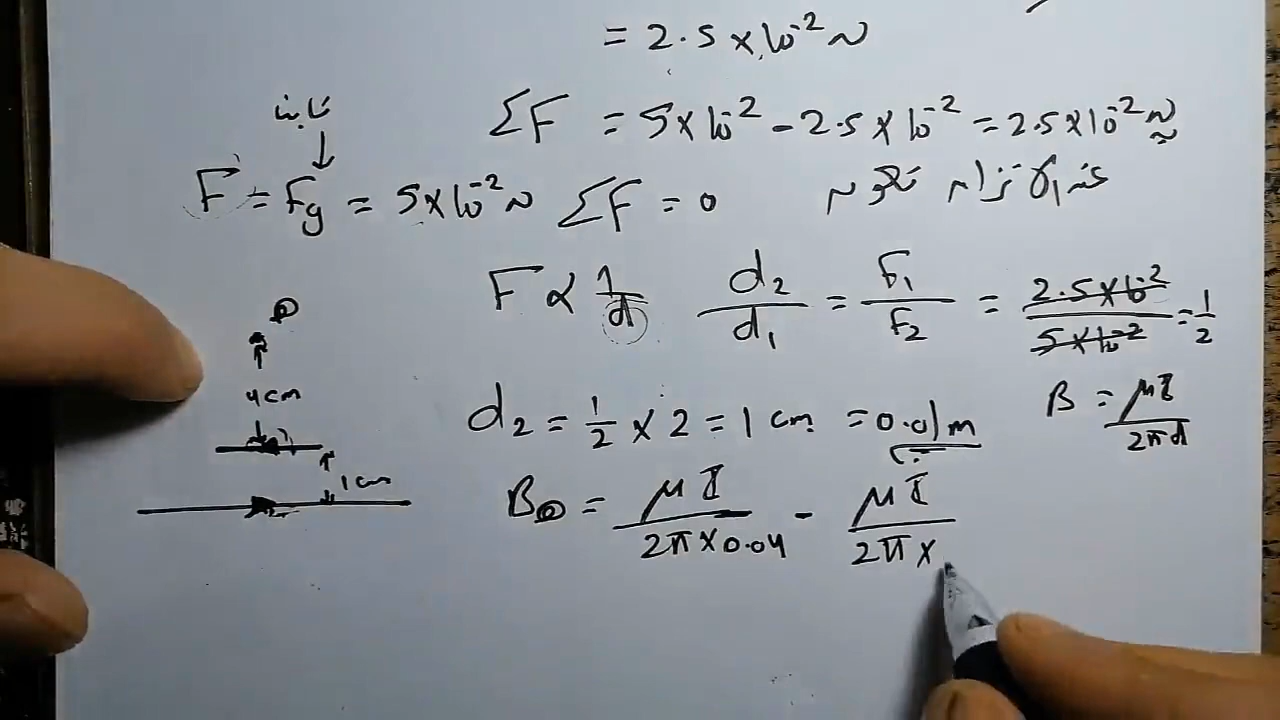 = 2.5 × 10⁻² ن
ثابت
ΣF = 5 × 10⁻² − 2.5 × 10⁻² = 2.5 × 10⁻² ن
F = Fg = 5 × 10⁻² ن ΣF = 0
F ∝ 1/d d₂/d₁ = F₁/F₂ = 2.5 × 10⁻²/5 × 10⁻² = 1/2
4cm
d₂ = 1/2 × 2 = 1 cm = 0.01m B = μI/2πd
1cm
B = μI/2π × 0.04 − μI/2π ×